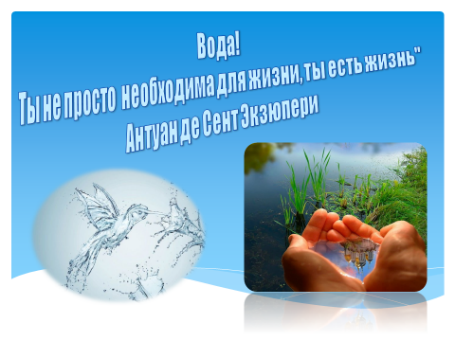 Вода!
Ты не просто необходима для жизни, ты есть жизнь"
Антуан де Сент Экзюпери